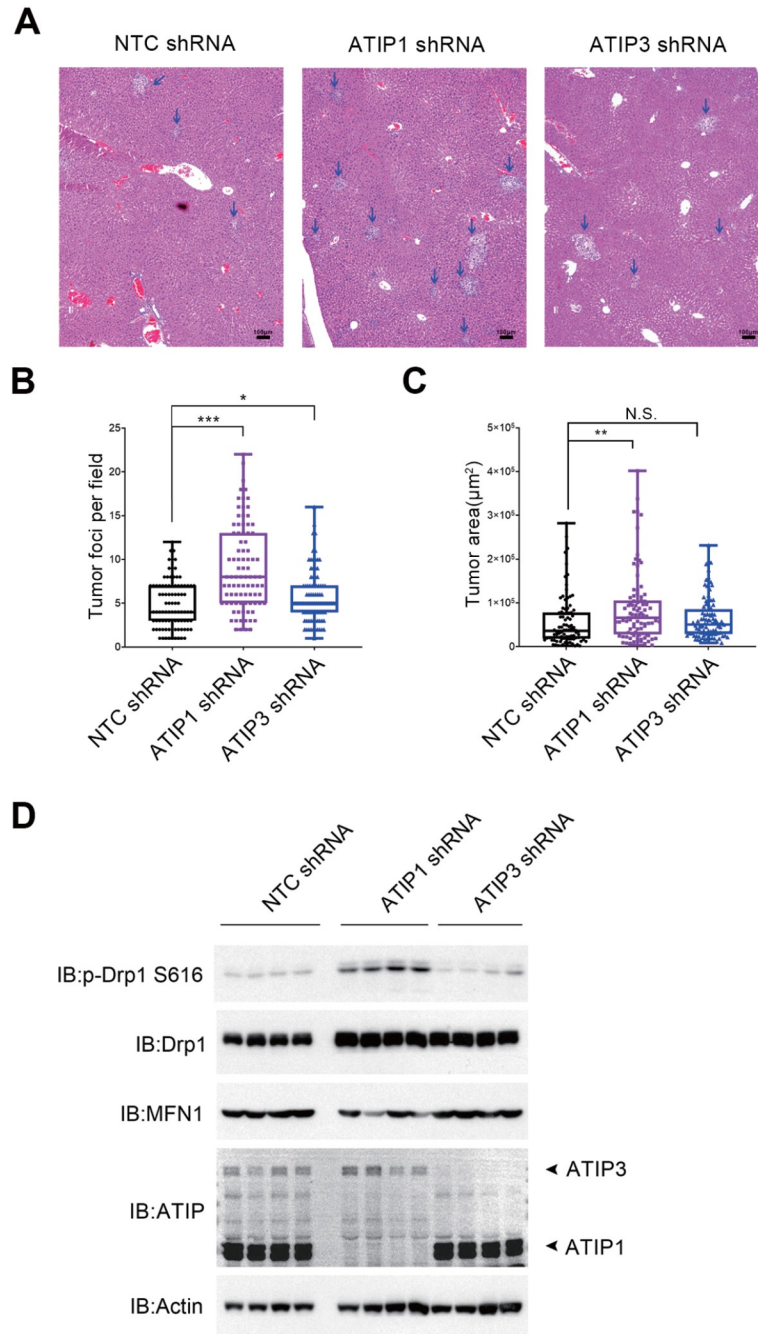 A
NTC shRNA
ATIP1 shRNA
ATIP3 shRNA
100μm
100μm
100μm
B
Tumor foci per field
25
20
15
10
5
0
***
*
NTC shRNA
ATIP1 shRNA
ATIP3 shRNA
C
Tumor area(μm²)
5×10⁵
4×10⁵
3×10⁵
2×10⁵
1×10⁵
0
**
N.S.
NTC shRNA
ATIP1 shRNA
ATIP3 shRNA
D
NTC shRNA
ATIP1 shRNA
ATIP3 shRNA
IB:p-Drp1 S616
IB:Drp1
IB:MFN1
IB:ATIP
ATIP3
ATIP1
IB:Actin